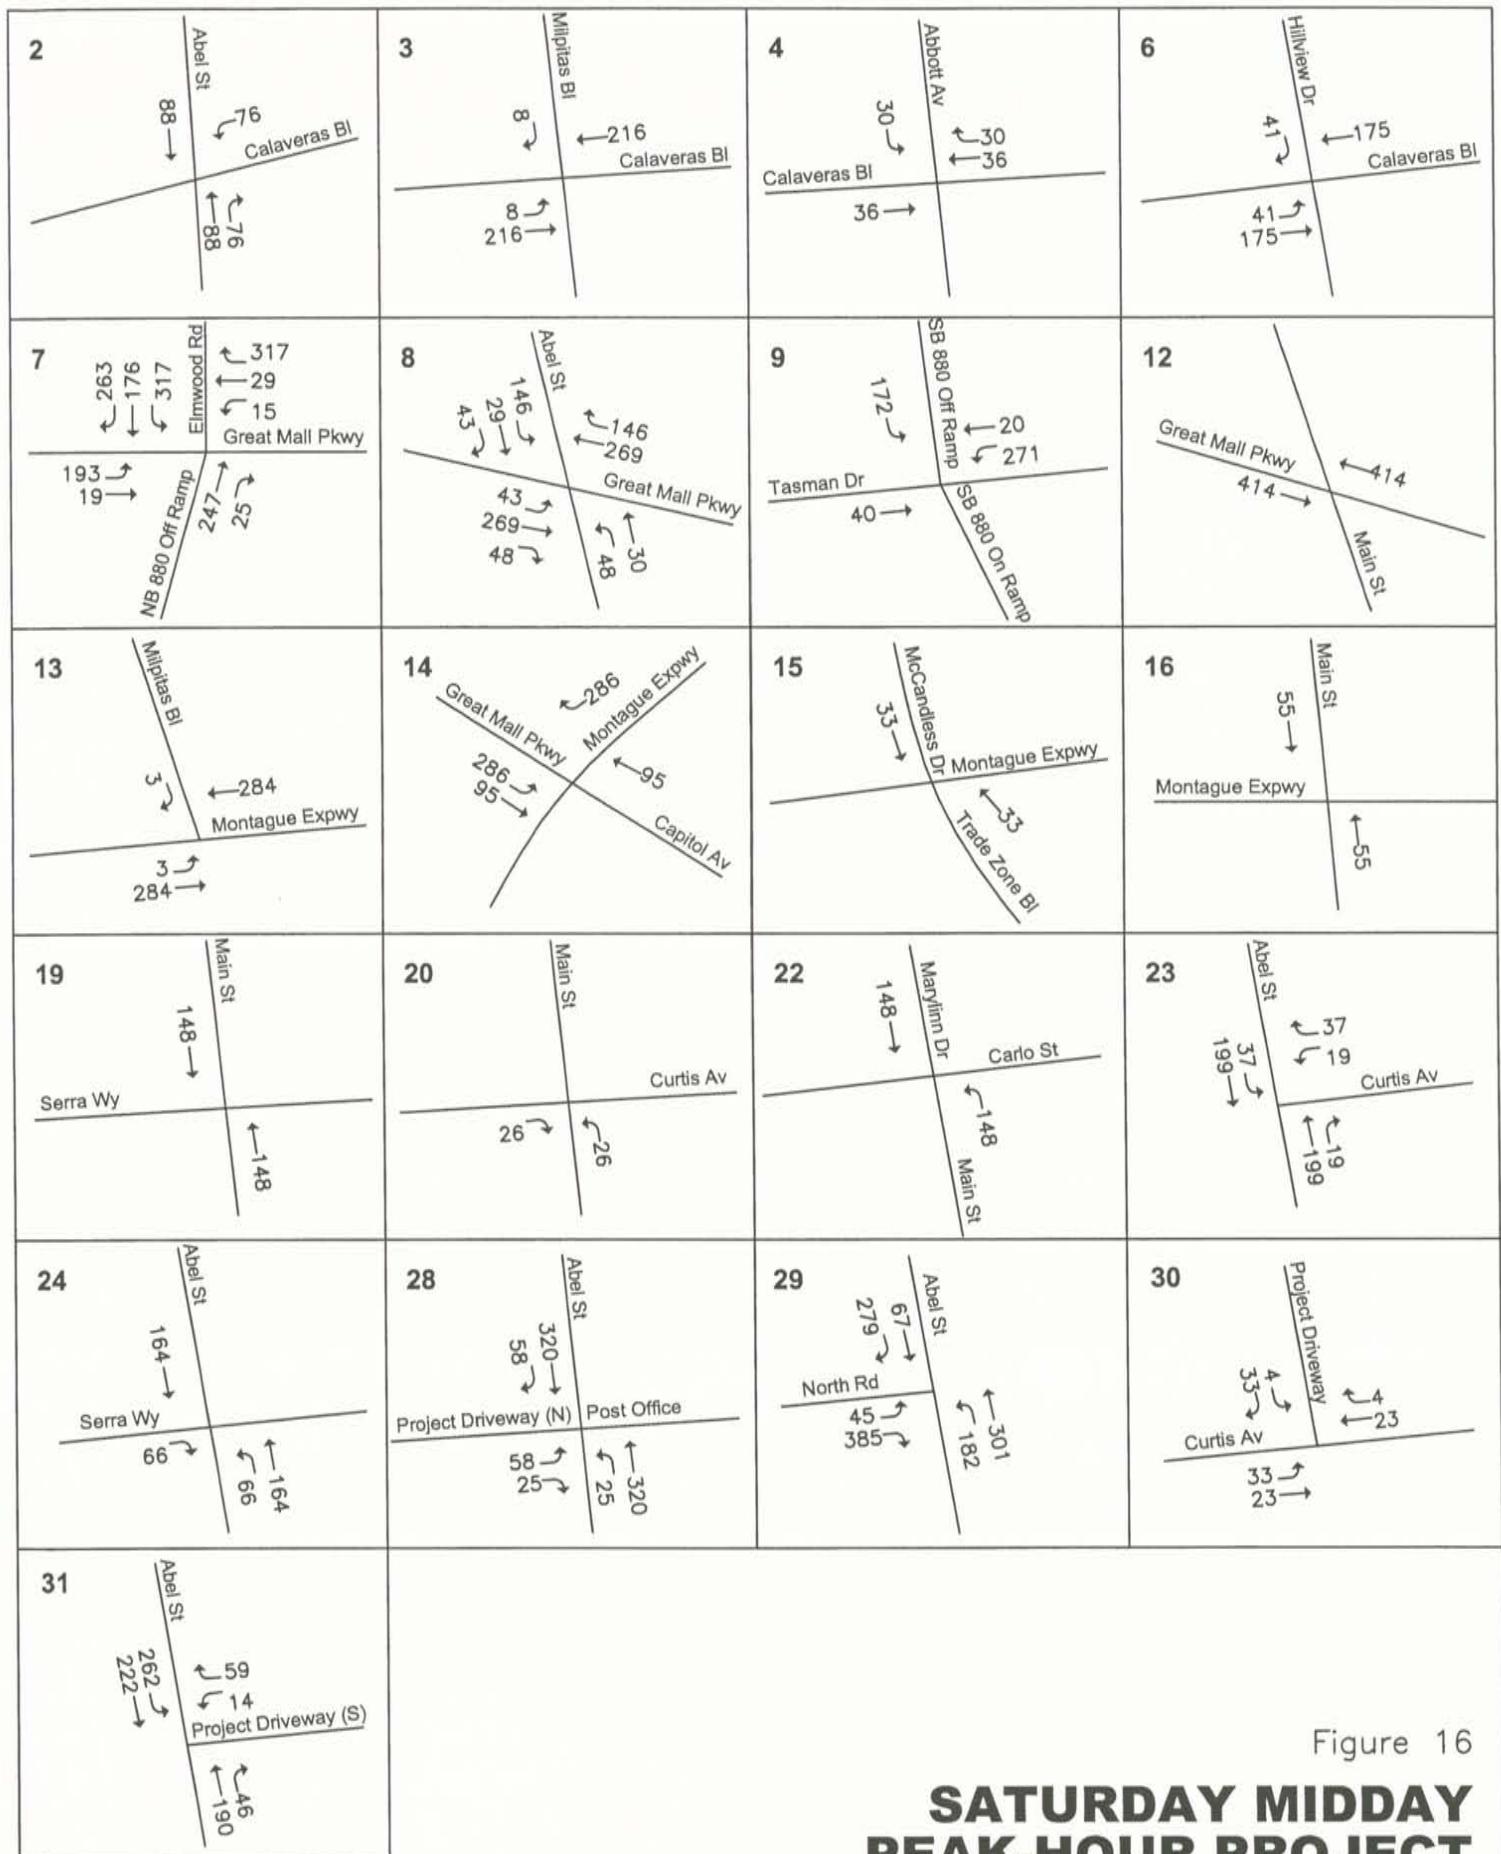 2
Abel St
88
76
Calaveras Bl
88
76
3
Milpitas Bl
8
216
Calaveras Bl
8
216
4
Abbott Av
30
30
36
Calaveras Bl
36
6
Hillview Dr
41
175
Calaveras Bl
41
175
7
263
176
317
Elmwood Rd
317
29
15
Great Mall Pkwy
193
19
NB 880 Off Ramp
247
25
8
Abel St
43
29
146
146
269
Great Mall Pkwy
43
269
48
48
30
9
SB 880 Off Ramp
172
20
271
Tasman Dr
40
SB 880 On Ramp
12
Great Mall Pkwy
414
414
Main St
13
Milpitas Bl
3
284
Montague Expwy
3
284
14
286
Montague Expwy
Great Mall Pkwy
286
95
95
Capitol Av
15
McCandless Dr
33
Montague Expwy
33
Trade Zone Bl
16
Main St
55
Montague Expwy
55
19
Main St
148
Serra Wy
148
20
Main St
Curtis Av
26
26
22
Marylinn Dr
148
Carlo St
148
Main St
23
Abel St
199
37
37
19
Curtis Av
199
19
24
Abel St
164
Serra Wy
66
66
164
28
Abel St
58
320
Project Driveway (N)
Post Office
58
25
25
320
29
Abel St
279
67
North Rd
45
385
182
301
30
Project Driveway
33
4
4
23
Curtis Av
33
23
31
Abel St
222
262
59
14
Project Driveway (S)
190
46
Figure 16
SATURDAY MIDDAY
PEAK-HOUR PROJECT